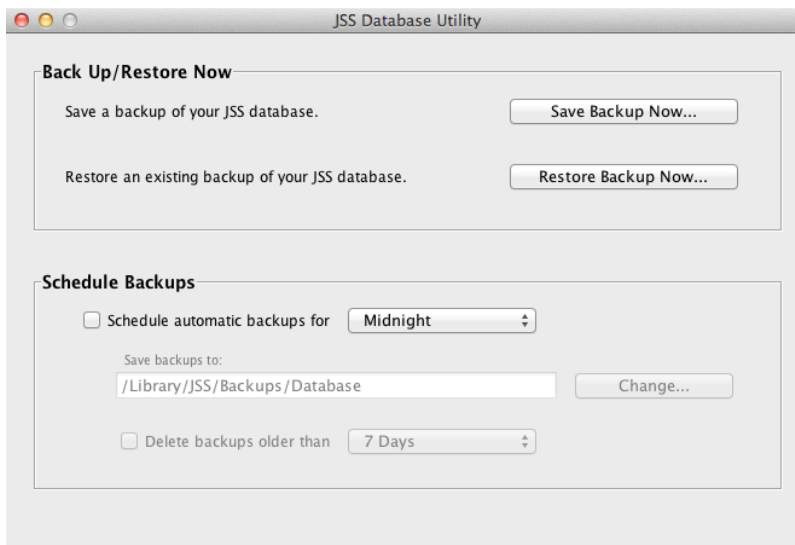 JSS Database Utility
Back Up/Restore Now
Save a backup of your JSS database.
Save Backup Now...
Restore an existing backup of your JSS database.
Restore Backup Now...
Schedule Backups
Schedule automatic backups for
Midnight
Save backups to:
/Library/JSS/Backups/Database
Change...
Delete backups older than
7 Days